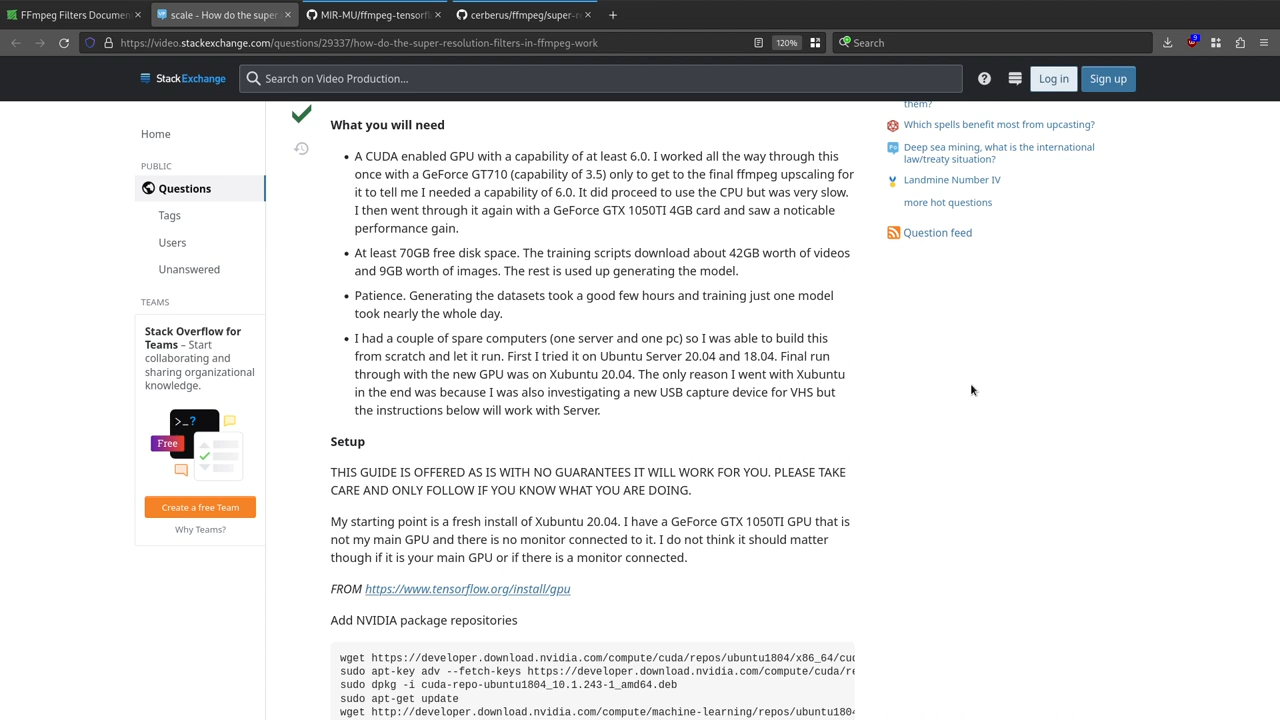 FFmpeg Filters Documen
scale - How do the super
MIR-MU/ffmpeg-tensorfl
cerberus/ffmpeg/super-r
https://video.stackexchange.com/questions/29337/how-do-the-super-resolution-filters-in-ffmpeg-work
120%
Search
9
StackExchange
Search on Video Production...
Log in
Sign up
Home
PUBLIC
Questions
Tags
Users
Unanswered
TEAMS
Stack Overflow for
Teams – Start
collaborating and
sharing organizational
knowledge.
>_?
Free
Create a free Team
Why Teams?
What you will need
• A CUDA enabled GPU with a capability of at least 6.0. I worked all the way through this
once with a GeForce GT710 (capability of 3.5) only to get to the final ffmpeg upscaling for
it to tell me I needed a capability of 6.0. It did proceed to use the CPU but was very slow.
I then went through it again with a GeForce GTX 1050TI 4GB card and saw a noticable
performance gain.
• At least 70GB free disk space. The training scripts download about 42GB worth of videos
and 9GB worth of images. The rest is used up generating the model.
• Patience. Generating the datasets took a good few hours and training just one model
took nearly the whole day.
• I had a couple of spare computers (one server and one pc) so I was able to build this
from scratch and let it run. First I tried it on Ubuntu Server 20.04 and 18.04. Final run
through with the new GPU was on Xubuntu 20.04. The only reason I went with Xubuntu
in the end was because I was also investigating a new USB capture device for VHS but
the instructions below will work with Server.
Setup
THIS GUIDE IS OFFERED AS IS WITH NO GUARANTEES IT WILL WORK FOR YOU. PLEASE TAKE
CARE AND ONLY FOLLOW IF YOU KNOW WHAT YOU ARE DOING.
My starting point is a fresh install of Xubuntu 20.04. I have a GeForce GTX 1050TI GPU that is
not my main GPU and there is no monitor connected to it. I do not think it should matter
though if it is your main GPU or if there is a monitor connected.
FROM https://www.tensorflow.org/install/gpu
Add NVIDIA package repositories
wget https://developer.download.nvidia.com/compute/cuda/repos/ubuntu1804/x86_64/cud
sudo apt-key adv --fetch-keys https://developer.download.nvidia.com/compute/cuda/re
sudo dpkg -i cuda-repo-ubuntu1804_10.1.243-1_amd64.deb
sudo apt-get update
wget http://developer.download.nvidia.com/compute/machine-learning/repos/ubuntu1804
them?
Which spells benefit most from upcasting?
Deep sea mining, what is the international
law/treaty situation?
Landmine Number IV
more hot questions
Question feed